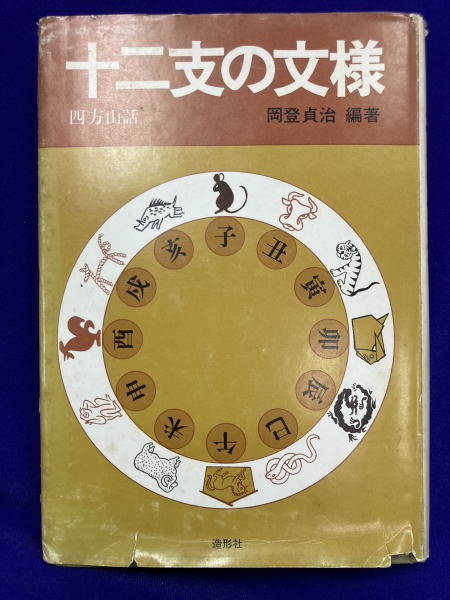 十二支の文様
四方山話
岡登貞治 編著
子
丑
寅
卯
辰
巳
午
未
申
酉
戌
亥
造形社